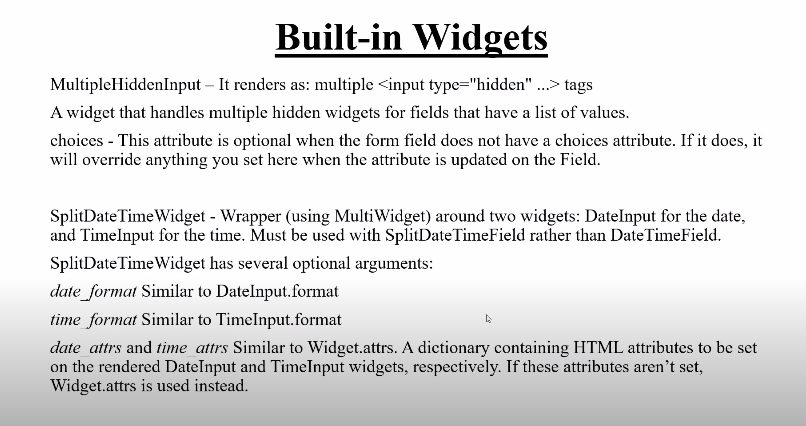 Built-in Widgets
MultipleHiddenInput – It renders as: multiple <input type="hidden" ...> tags
A widget that handles multiple hidden widgets for fields that have a list of values.
choices - This attribute is optional when the form field does not have a choices attribute. If it does, it
will override anything you set here when the attribute is updated on the Field.
SplitDateTimeWidget - Wrapper (using MultiWidget) around two widgets: DateInput for the date,
and TimeInput for the time. Must be used with SplitDateTimeField rather than DateTimeField.
SplitDateTimeWidget has several optional arguments:
date_format Similar to DateInput.format
time_format Similar to TimeInput.format
date_attrs and time_attrs Similar to Widget.attrs. A dictionary containing HTML attributes to be set
on the rendered DateInput and TimeInput widgets, respectively. If these attributes aren’t set,
Widget.attrs is used instead.